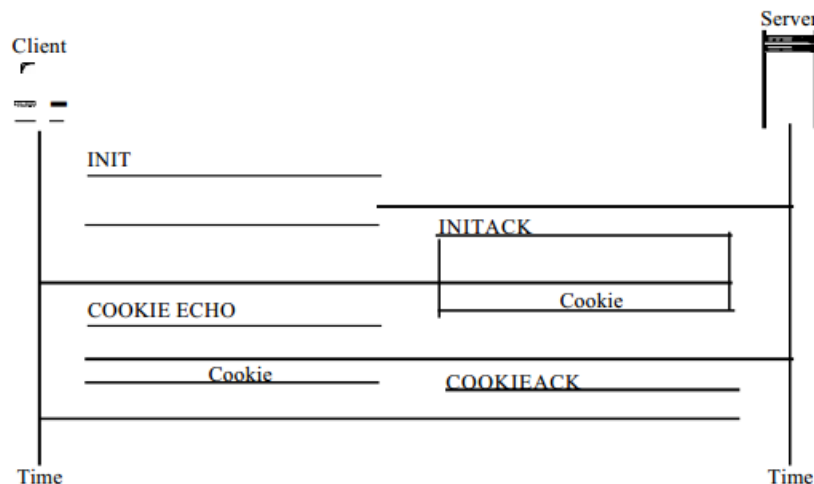 Server
Client
INIT
INITACK
Cookie
COOKIE ECHO
Cookie
COOKIEACK
Time
Time